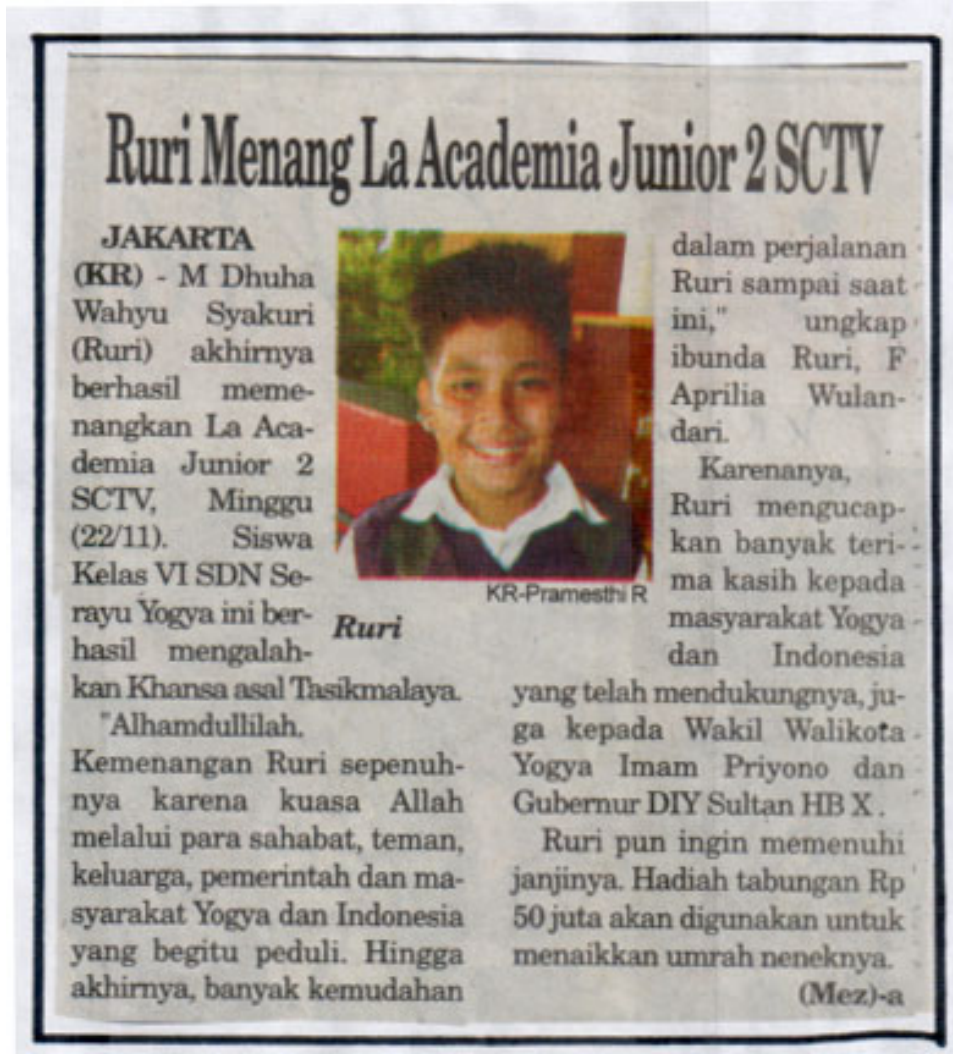 Ruri Menang La Academia Junior 2 SCTV
JAKARTA
(KR) - M Dhuha
Wahyu Syakuri
(Ruri) akhirnya
berhasil meme-
nangkan La Aca-
demia Junior 2
SCTV, Minggu
(22/11). Siswa
Kelas VI SDN Se-
rayu Yogya ini ber-
hasil mengalah-
kan Khansa asal Tasikmalaya.
"Alhamdullilah.
Kemenangan Ruri sepenuh-
nya karena kuasa Allah
melalui para sahabat, teman,
keluarga, pemerintah dan ma-
syarakat Yogya dan Indonesia
yang begitu peduli. Hingga
akhirnya, banyak kemudahan
KR-Pramesthi R
Ruri
dalam perjalanan
Ruri sampai saat
ini," ungkap
ibunda Ruri, F
Aprilia Wulan-
dari.
Karenanya,
Ruri mengucap-
kan banyak teri-
ma kasih kepada
masyarakat Yogya
dan Indonesia
yang telah mendukungnya, ju-
ga kepada Wakil Walikota
Yogya Imam Priyono dan
Gubernur DIY Sultan HB X.
Ruri pun ingin memenuhi
janjinya. Hadiah tabungan Rp
50 juta akan digunakan untuk
menaikkan umrah neneknya.
(Mez)-a